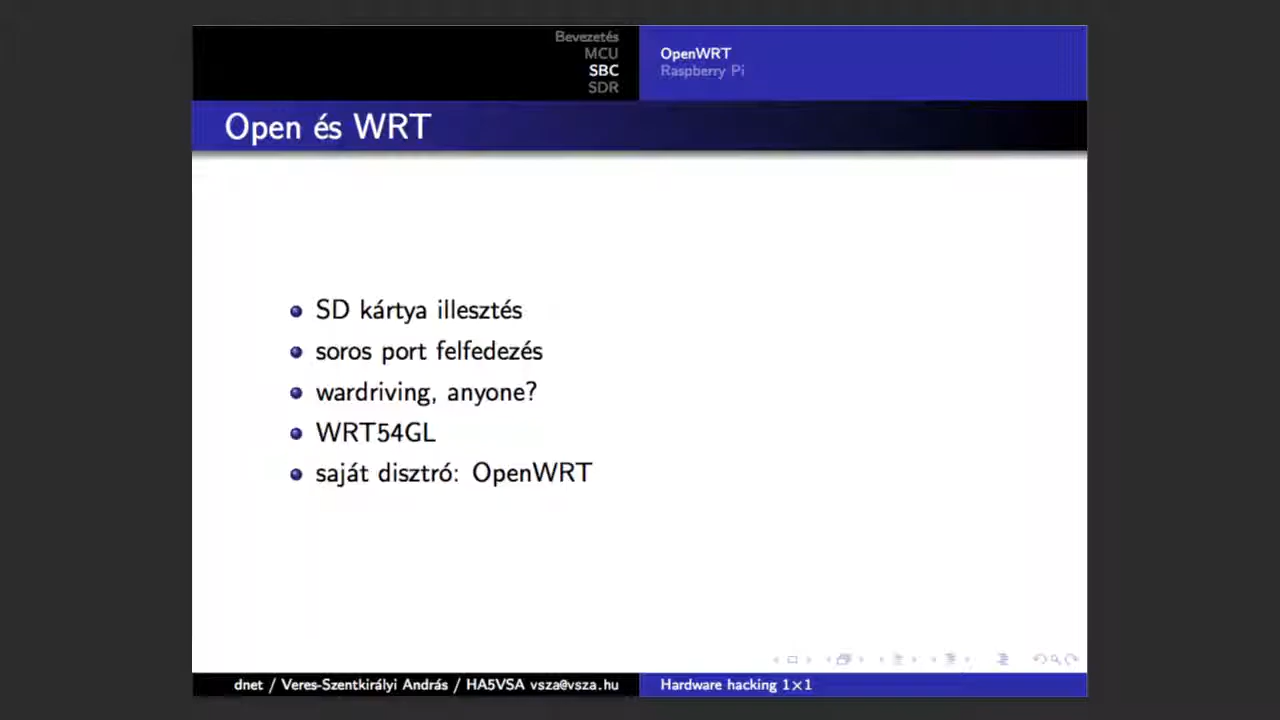 Bevezetés
MCU
SBC
SDR
OpenWRT
Raspberry Pi
Open és WRT
SD kártya illesztés
soros port felfedezés
wardriving, anyone?
WRT54GL
saját disztró: OpenWRT
dnet / Veres-Szentkirályi András / HA5VSA vsza@vsza.hu
Hardware hacking 1×1